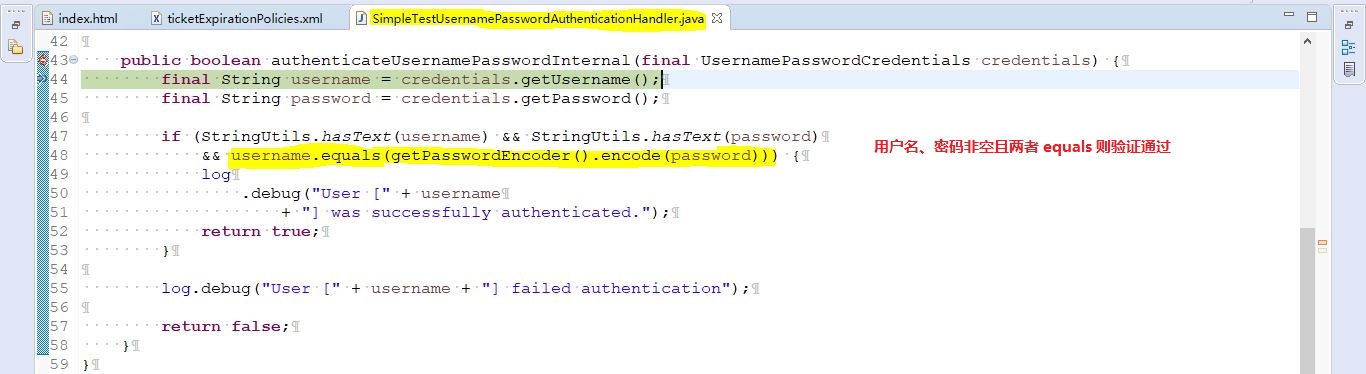 index.html ticketExpirationPolicies.xml SimpleTestUsernamePasswordAuthenticationHandler.java
42 ¶
43 public boolean authenticateUsernamePasswordInternal(final UsernamePasswordCredentials credentials) {¶
44 final String username = credentials.getUsername();¶
45 final String password = credentials.getPassword();¶
46 ¶
47 if (StringUtils.hasText(username) && StringUtils.hasText(password)¶
48 && username.equals(getPasswordEncoder().encode(password))) {¶
用户名、密码非空且两者 equals 则验证通过
49 log¶
50 .debug("User [" + username¶
51 + "] was successfully authenticated.");¶
52 return true;¶
53 }¶
54 ¶
55 log.debug("User [" + username + "] failed authentication");¶
56 ¶
57 return false;¶
58 }¶
59 }¶